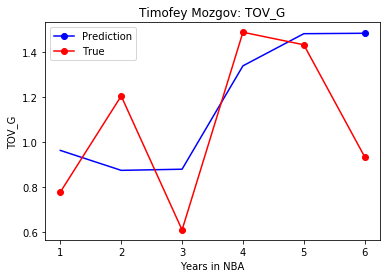 Timofey Mozgov: TOV_G
Prediction
True
TOV_G
1.4
1.2
1.0
0.8
0.6
1 2 3 4 5 6
Years in NBA